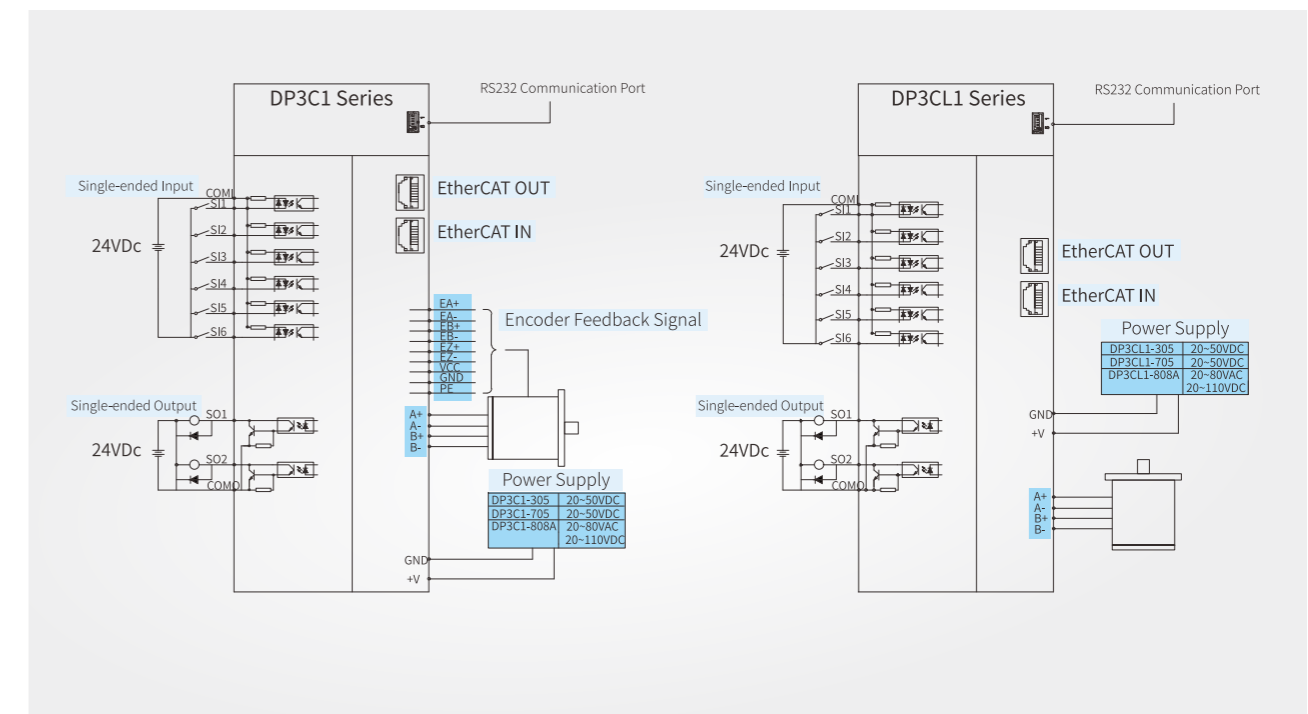 DP3C1 Series
RS232 Communication Port
Single-ended Input
COMI
SI1
SI2
24VDc
SI3
SI4
SI5
SI6
EtherCAT OUT
EtherCAT IN
EA+
EA-
EB+
EB-
EZ+
EZ-
VCC
GND
PE
Encoder Feedback Signal
Single-ended Output
SO1
24VDc
SO2
COMO
A+
A-
B+
B-
Power Supply
DP3C1-305 20~50VDC
DP3C1-705 20~50VDC
DP3C1-808A 20~80VAC
20~110VDC
GND
+V
DP3CL1 Series
RS232 Communication Port
Single-ended Input
COMI
SI1
SI2
24VDc
SI3
SI4
SI5
SI6
EtherCAT OUT
EtherCAT IN
Power Supply
DP3CL1-305 20~50VDC
DP3CL1-705 20~50VDC
DP3CL1-808A 20~80VAC
20~110VDC
Single-ended Output
SO1
24VDc
SO2
COMO
GND
+V
A+
A-
B+
B-